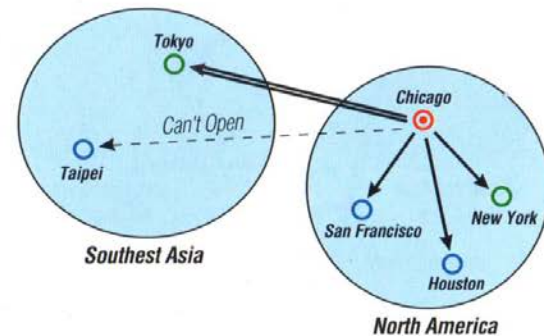 Tokyo
Chicago
Can't Open
Taipei
San Francisco
New York
Houston
Southest Asia
North America